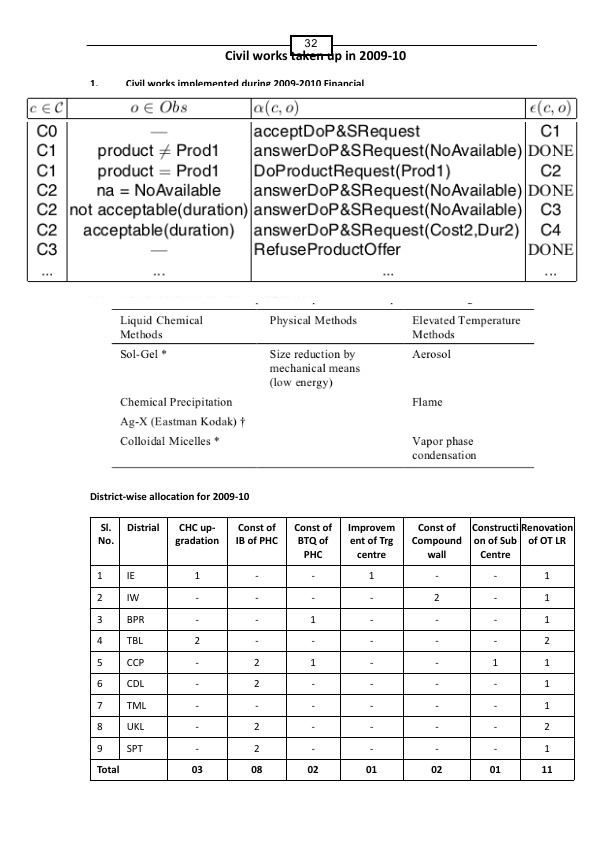 32
Civil works taken up in 2009-10
1. Civil works implemented during 2009-2010 Financial
c ∈ C o ∈ Obs α(c, o) ϵ(c, o)
C0 — acceptDoP&SRequest C1
C1 product ≠ Prod1 answerDoP&SRequest(NoAvailable) DONE
C1 product = Prod1 DoProductRequest(Prod1) C2
C2 na = NoAvailable answerDoP&SRequest(NoAvailable) DONE
C2 not acceptable(duration) answerDoP&SRequest(NoAvailable) C3
C2 acceptable(duration) answerDoP&SRequest(Cost2,Dur2) C4
C3 — RefuseProductOffer DONE
... ... ... ...
Liquid Chemical Physical Methods Elevated Temperature
Methods Methods
Sol-Gel * Size reduction by Aerosol
mechanical means
(low energy)
Chemical Precipitation Flame
Ag-X (Eastman Kodak) †
Colloidal Micelles * Vapor phase
condensation
District-wise allocation for 2009-10
Sl. Distrial CHC up- Const of Const of Improvem Const of Constructi Renovation
No. gradation IB of PHC BTQ of ent of Trg Compound on of Sub of OT LR
PHC centre wall Centre
1 IE 1 - - 1 - - 1
2 IW - - - - 2 - 1
3 BPR - - 1 - - - 1
4 TBL 2 - - - - - 2
5 CCP - 2 1 - - 1 1
6 CDL - 2 - - - - 1
7 TML - - - - - - 1
8 UKL - 2 - - - - 2
9 SPT - 2 - - - - 1
Total 03 08 02 01 02 01 11